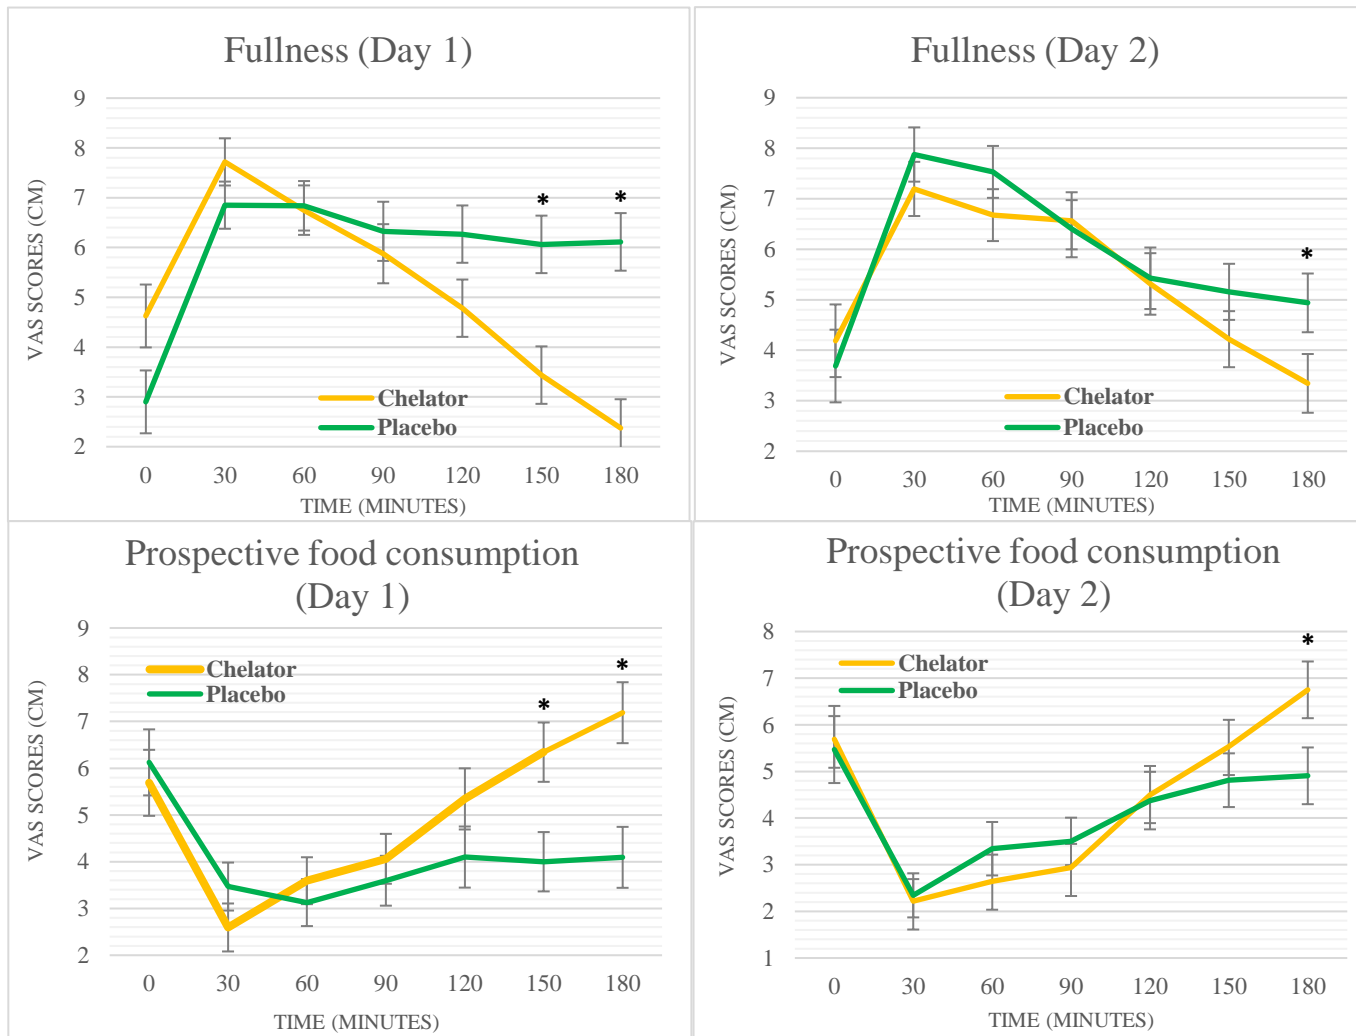 Fullness (Day 1)
VAS SCORES (CM)
9
8
7
6
5
4
3
2
* *
Chelator
Placebo
0 30 60 90 120 150 180
TIME (MINUTES)
Fullness (Day 2)
VAS SCORES (CM)
9
8
7
6
5
4
3
2
*
Chelator
Placebo
0 30 60 90 120 150 180
TIME (MINUTES)
Prospective food consumption
(Day 1)
VAS SCORES (CM)
9
8
7
6
5
4
3
2
Chelator
Placebo
* *
0 30 60 90 120 150 180
TIME (MINUTES)
Prospective food consumption
(Day 2)
VAS SCORES (CM)
8
7
6
5
4
3
2
1
Chelator
Placebo
*
0 30 60 90 120 150 180
TIME (MINUTES)